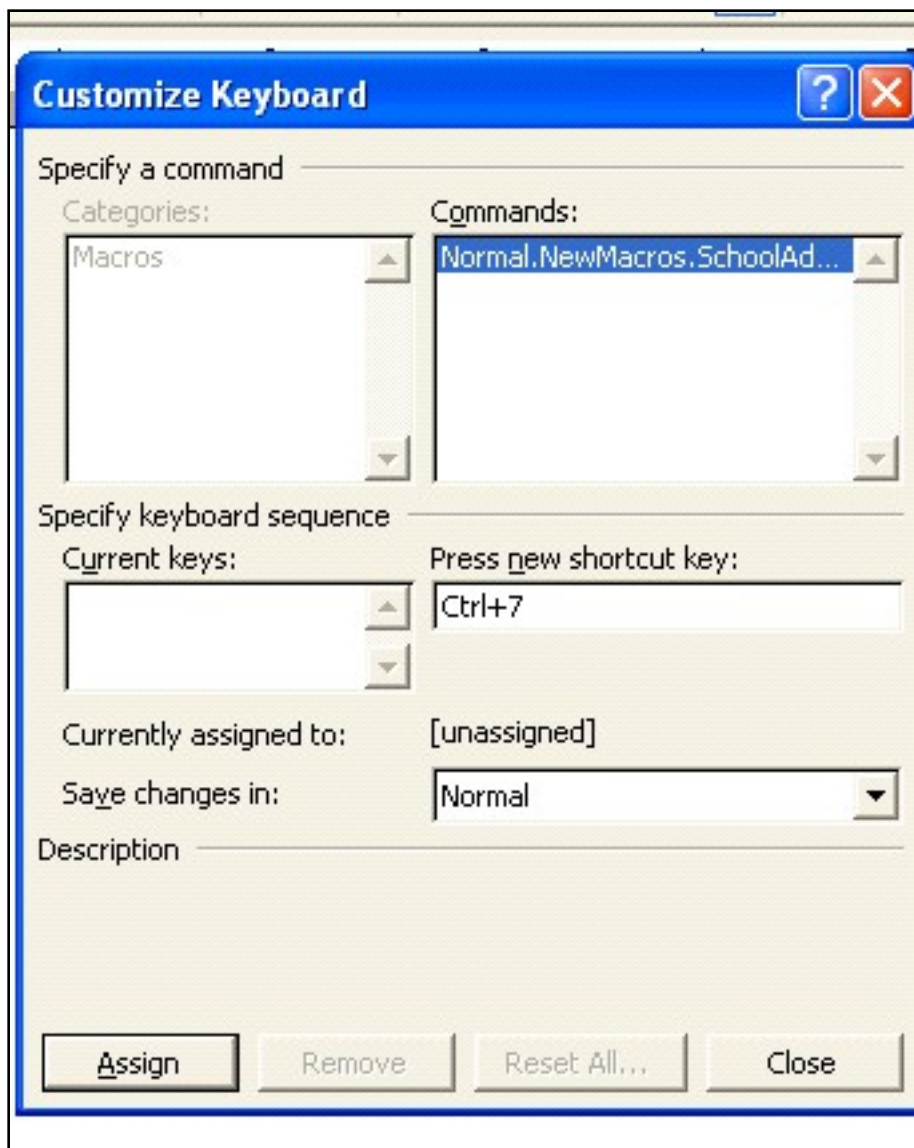 Customize Keyboard
Specify a command
Categories:
Commands:
Macros
Normal.NewMacros.SchoolAd...
Specify keyboard sequence
Current keys:
Press new shortcut key:
Ctrl+7
Currently assigned to:
[unassigned]
Save changes in:
Normal
Description
Assign
Remove
Reset All...
Close